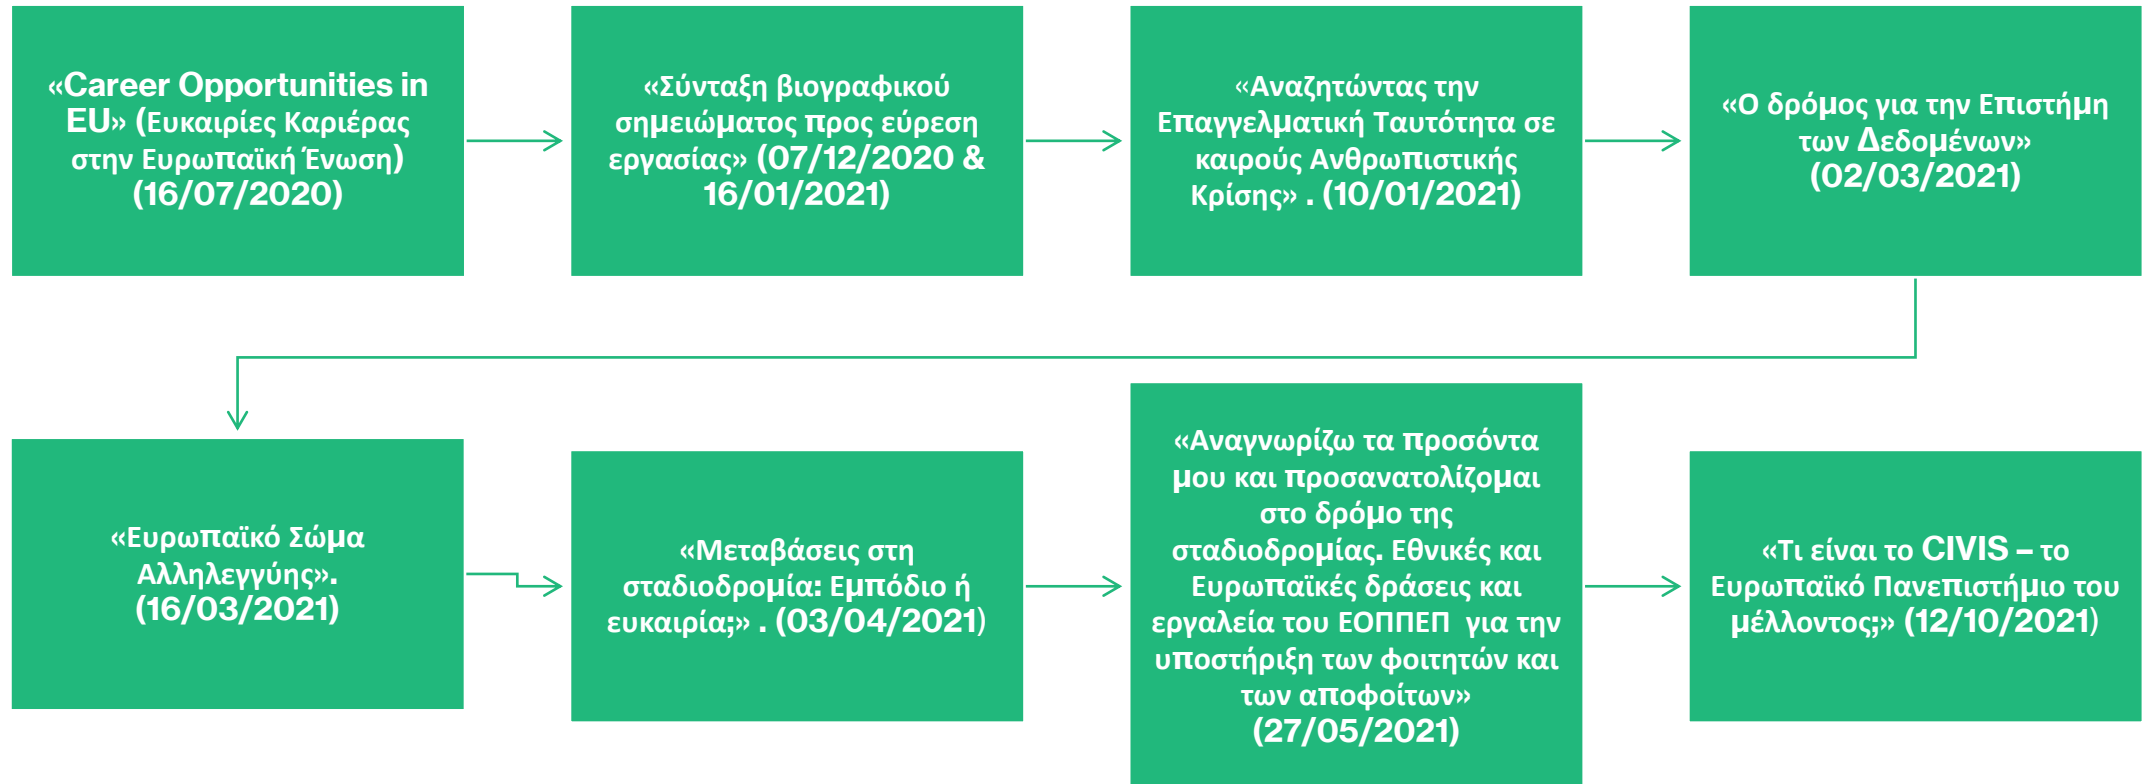 «Career Opportunities in
EU» (Ευκαιρίες Καριέρας
στην Ευρωπαϊκή Ένωση)
(16/07/2020)
«Σύνταξη βιογραφικού
σημειώματος προς εύρεση
εργασίας» (07/12/2020 &
16/01/2021)
«Αναζητώντας την
Επαγγελματική Ταυτότητα σε
καιρούς Ανθρωπιστικής
Κρίσης» . (10/01/2021)
«Ο δρόμος για την Επιστήμη
των Δεδομένων»
(02/03/2021)
«Ευρωπαϊκό Σώμα
Αλληλεγγύης».
(16/03/2021)
«Μεταβάσεις στη
σταδιοδρομία: Εμπόδιο ή
ευκαιρία;» . (03/04/2021)
«Αναγνωρίζω τα προσόντα
μου και προσανατολίζομαι
στο δρόμο της
σταδιοδρομίας. Εθνικές και
Ευρωπαϊκές δράσεις και
εργαλεία του ΕΟΠΠΕΠ για την
υποστήριξη των φοιτητών και
των αποφοίτων»
(27/05/2021)
«Τι είναι το CIVIS – το
Ευρωπαϊκό Πανεπιστήμιο του
μέλλοντος;» (12/10/2021)